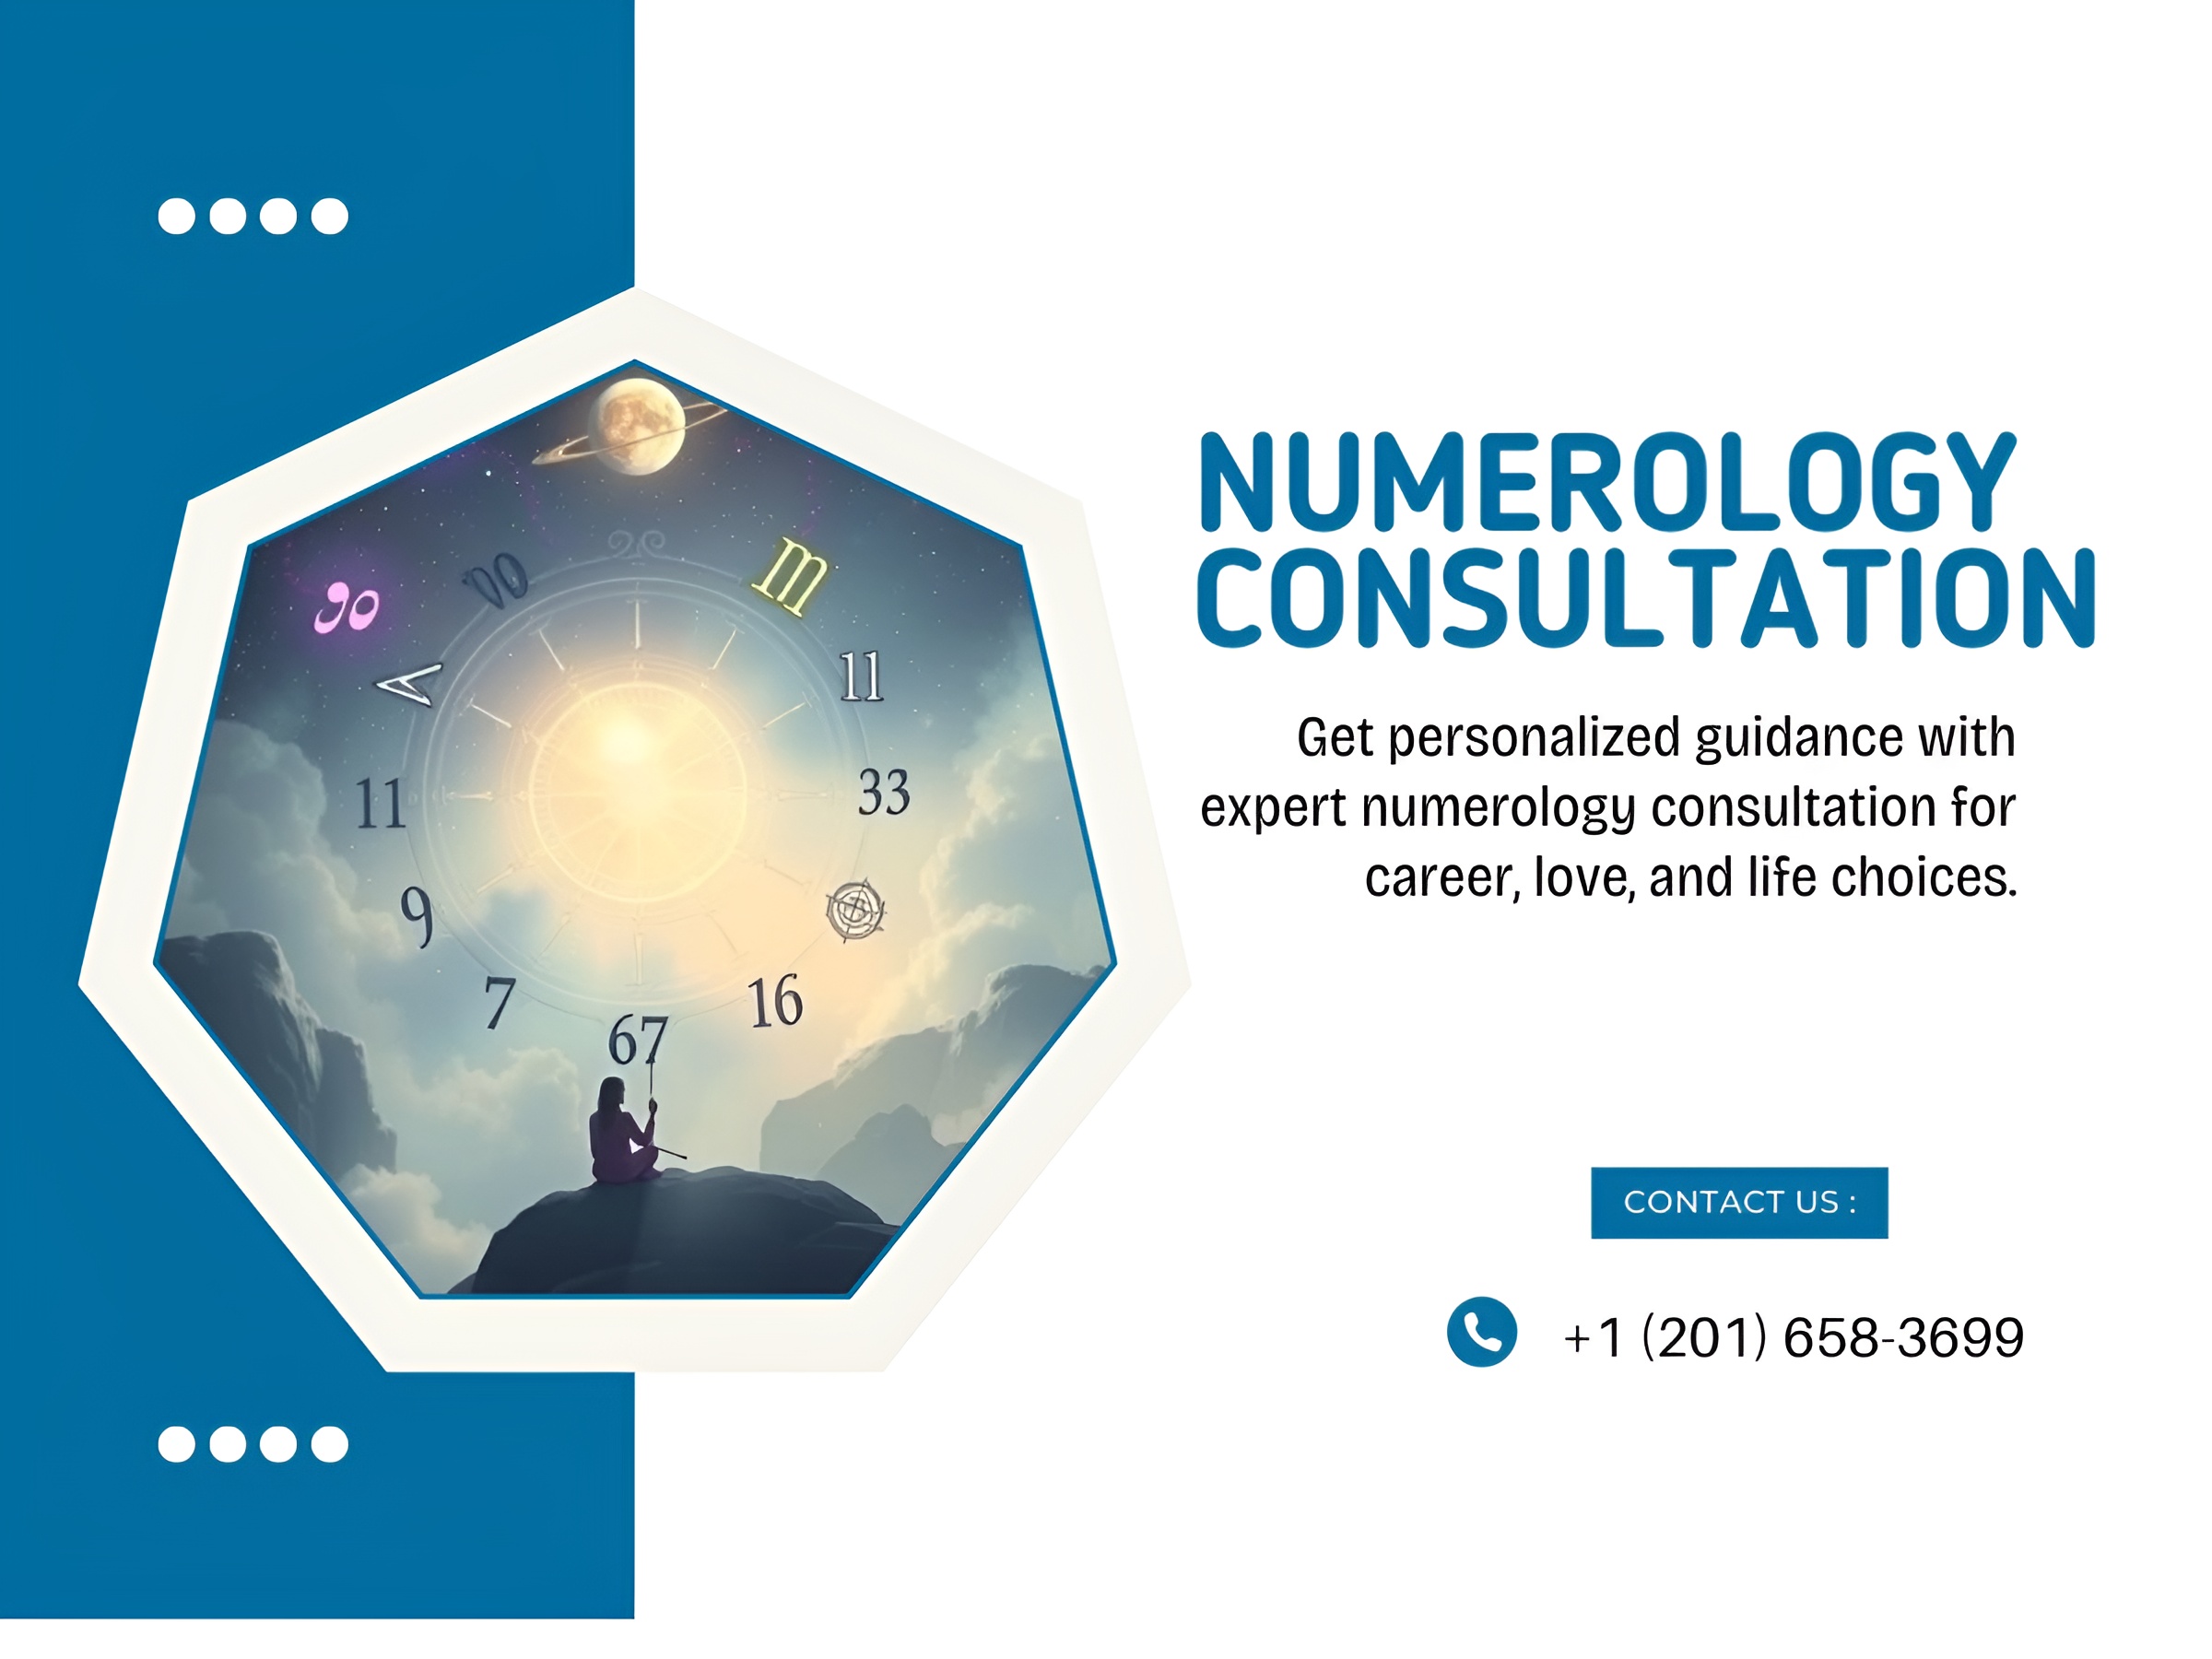 NUMEROLOGY
CONSULTATION
Get personalized guidance with
expert numerology consultation for
career, love, and life choices.
CONTACT US :
+1 (201) 658-3699
11
11
33
9
7
16
67